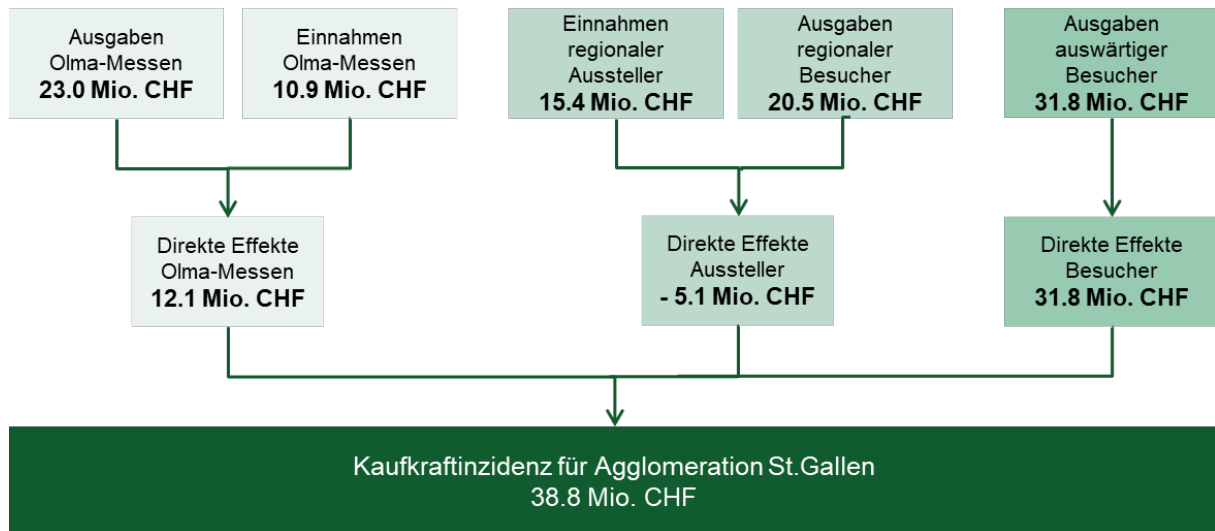 Ausgaben
Olma-Messen
23.0 Mio. CHF
Einnahmen
Olma-Messen
10.9 Mio. CHF
Einnahmen
regionaler
Aussteller
15.4 Mio. CHF
Ausgaben
regionaler
Besucher
20.5 Mio. CHF
Ausgaben
auswärtiger
Besucher
31.8 Mio. CHF
Direkte Effekte
Olma-Messen
12.1 Mio. CHF
Direkte Effekte
Aussteller
- 5.1 Mio. CHF
Direkte Effekte
Besucher
31.8 Mio. CHF
Kaufkraftinzidenz für Agglomeration St.Gallen
38.8 Mio. CHF